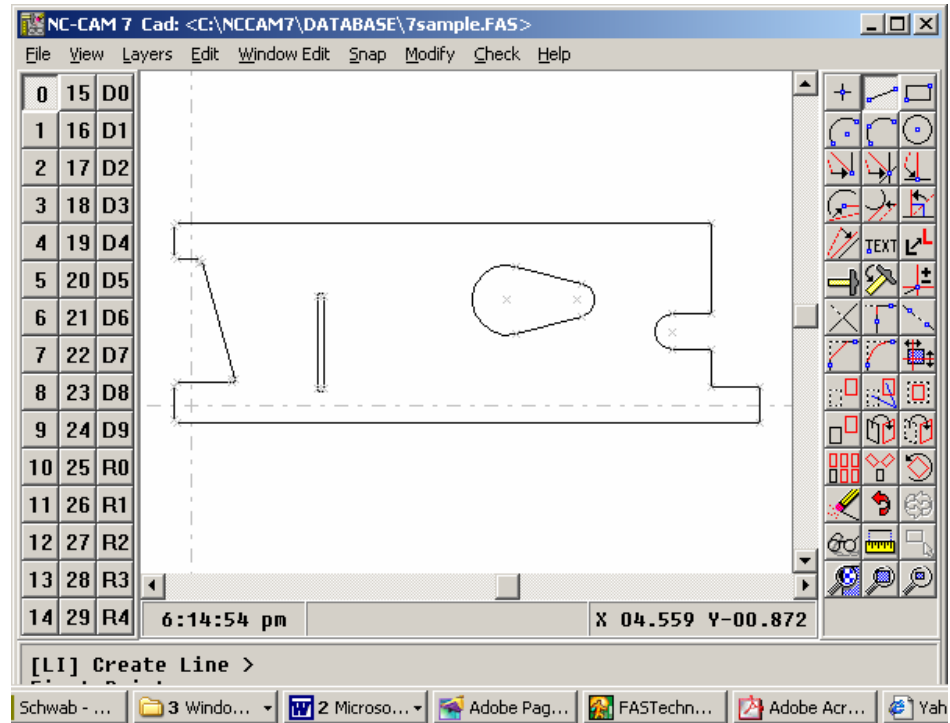 NC-CAM 7 Cad: <C:\NCCAM7\DATABASE\7sample.FAS>
File View Layers Edit Window Edit Snap Modify Check Help
0 15 D0
1 16 D1
2 17 D2
3 18 D3
4 19 D4
TEXT L
5 20 D5
6 21 D6
7 22 D7
8 23 D8
9 24 D9
10 25 R0
11 26 R1
12 27 R2
13 28 R3
14 29 R4
6:14:54 pm X 04.559 Y-00.872
[LI] Create Line >
Schwab - ... 3 Windo... W 2 Microso... Adobe Pag... FASTechn... Adobe Acr... Yah